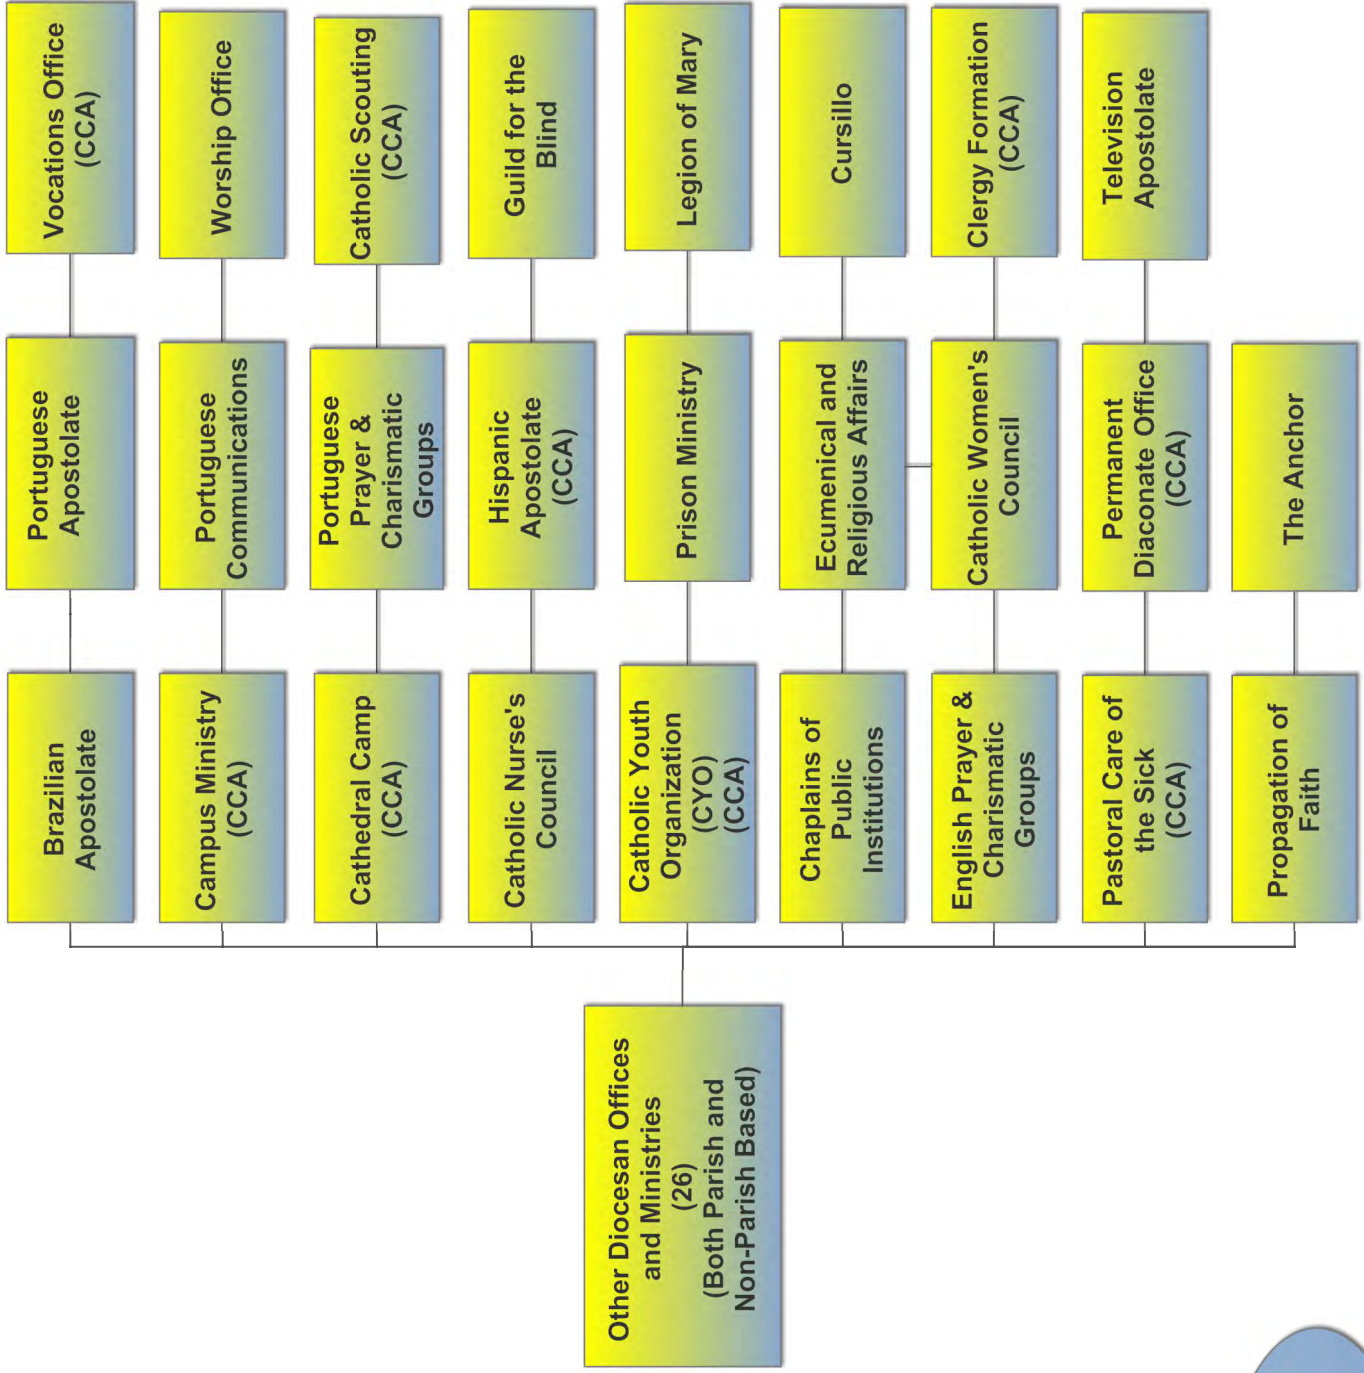 Other Diocesan Offices
and Ministries
(26)
(Both Parish and
Non-Parish Based)
Brazilian
Apostolate
Campus Ministry
(CCA)
Cathedral Camp
(CCA)
Catholic Nurse's
Council
Catholic Youth
Organization
(CYO)
(CCA)
Chaplains of
Public
Institutions
English Prayer &
Charismatic
Groups
Pastoral Care of
the Sick
(CCA)
Propagation of
Faith
Portuguese
Apostolate
Portuguese
Communications
Portuguese
Prayer &
Charismatic
Groups
Hispanic
Apostolate
(CCA)
Prison Ministry
Ecumenical and
Religious Affairs
Catholic Women's
Council
Permanent
Diaconate Office
(CCA)
The Anchor
Vocations Office
(CCA)
Worship Office
Catholic Scouting
(CCA)
Guild for the
Blind
Legion of Mary
Cursillo
Clergy Formation
(CCA)
Television
Apostolate